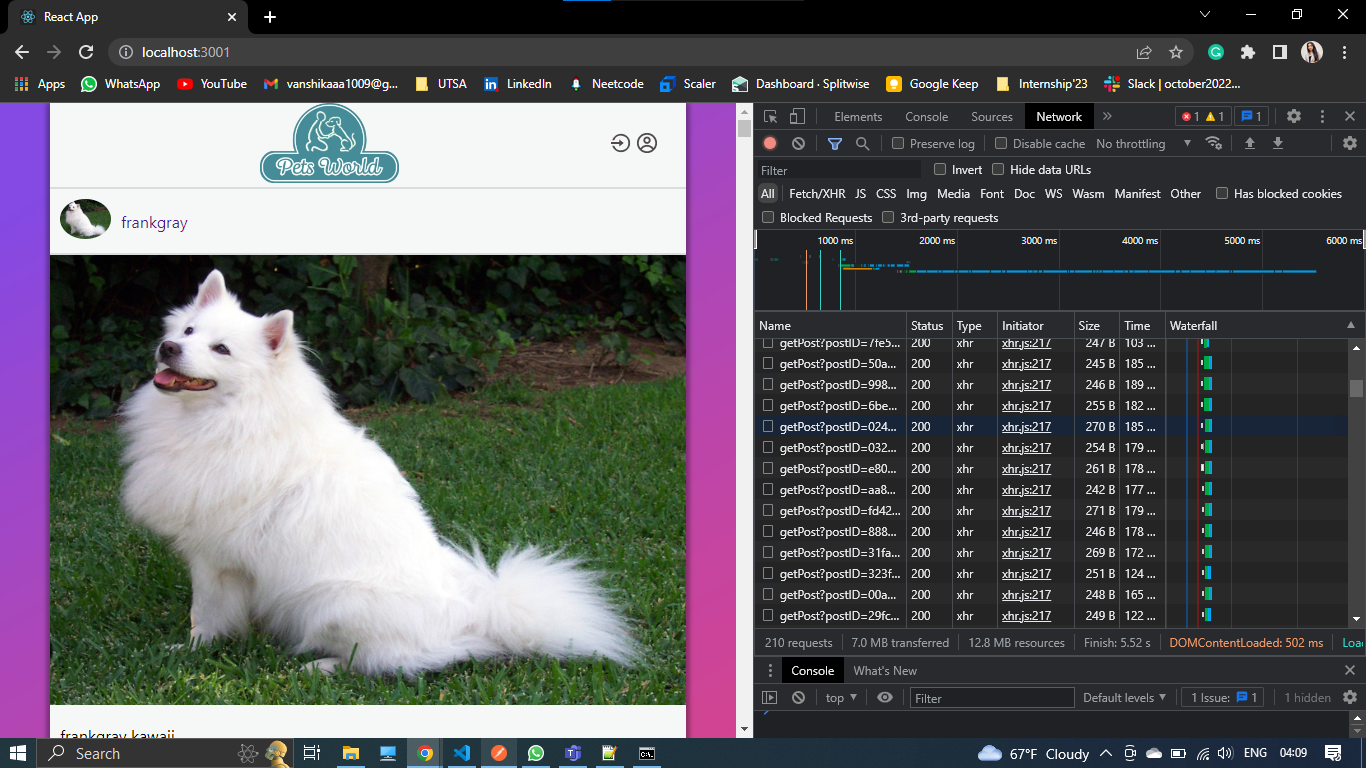 React App
localhost:3001
Apps WhatsApp YouTube vanshikaaa1009@g... UTSA LinkedIn Neetcode Scaler Dashboard · Splitwise Google Keep Internship'23 Slack | october2022...
Pets World
frankgray
frankgray kawaii
Elements Console Sources Network 1 1 1
Preserve log Disable cache No throttling
Filter Invert Hide data URLs
All Fetch/XHR JS CSS Img Media Font Doc WS Wasm Manifest Other Has blocked cookies
Blocked Requests 3rd-party requests
1000 ms 2000 ms 3000 ms 4000 ms 5000 ms 6000 ms
Name Status Type Initiator Size Time Waterfall
getPost?postID=7fe5... 200 xhr xhr.js:217 247 B 103 ...
getPost?postID=50a... 200 xhr xhr.js:217 245 B 185 ...
getPost?postID=998... 200 xhr xhr.js:217 246 B 189 ...
getPost?postID=6be... 200 xhr xhr.js:217 255 B 182 ...
getPost?postID=024... 200 xhr xhr.js:217 270 B 185 ...
getPost?postID=032... 200 xhr xhr.js:217 254 B 179 ...
getPost?postID=e80... 200 xhr xhr.js:217 261 B 178 ...
getPost?postID=aa8... 200 xhr xhr.js:217 242 B 177 ...
getPost?postID=fd42... 200 xhr xhr.js:217 271 B 179 ...
getPost?postID=888... 200 xhr xhr.js:217 246 B 178 ...
getPost?postID=31fa... 200 xhr xhr.js:217 269 B 172 ...
getPost?postID=323f... 200 xhr xhr.js:217 251 B 124 ...
getPost?postID=00a... 200 xhr xhr.js:217 248 B 165 ...
getPost?postID=29fc... 200 xhr xhr.js:217 249 B 122 ...
210 requests 7.0 MB transferred 12.8 MB resources Finish: 5.52 s DOMContentLoaded: 502 ms Loa
Console What's New
top Filter Default levels 1 Issue: 1 1 hidden
Search 67°F Cloudy ENG 04:09